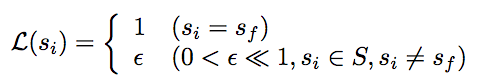 ℒ(s_i) = { 1 (s_i = s_f)
ϵ (0 < ϵ ≪ 1, s_i ∈ S, s_i ≠ s_f)